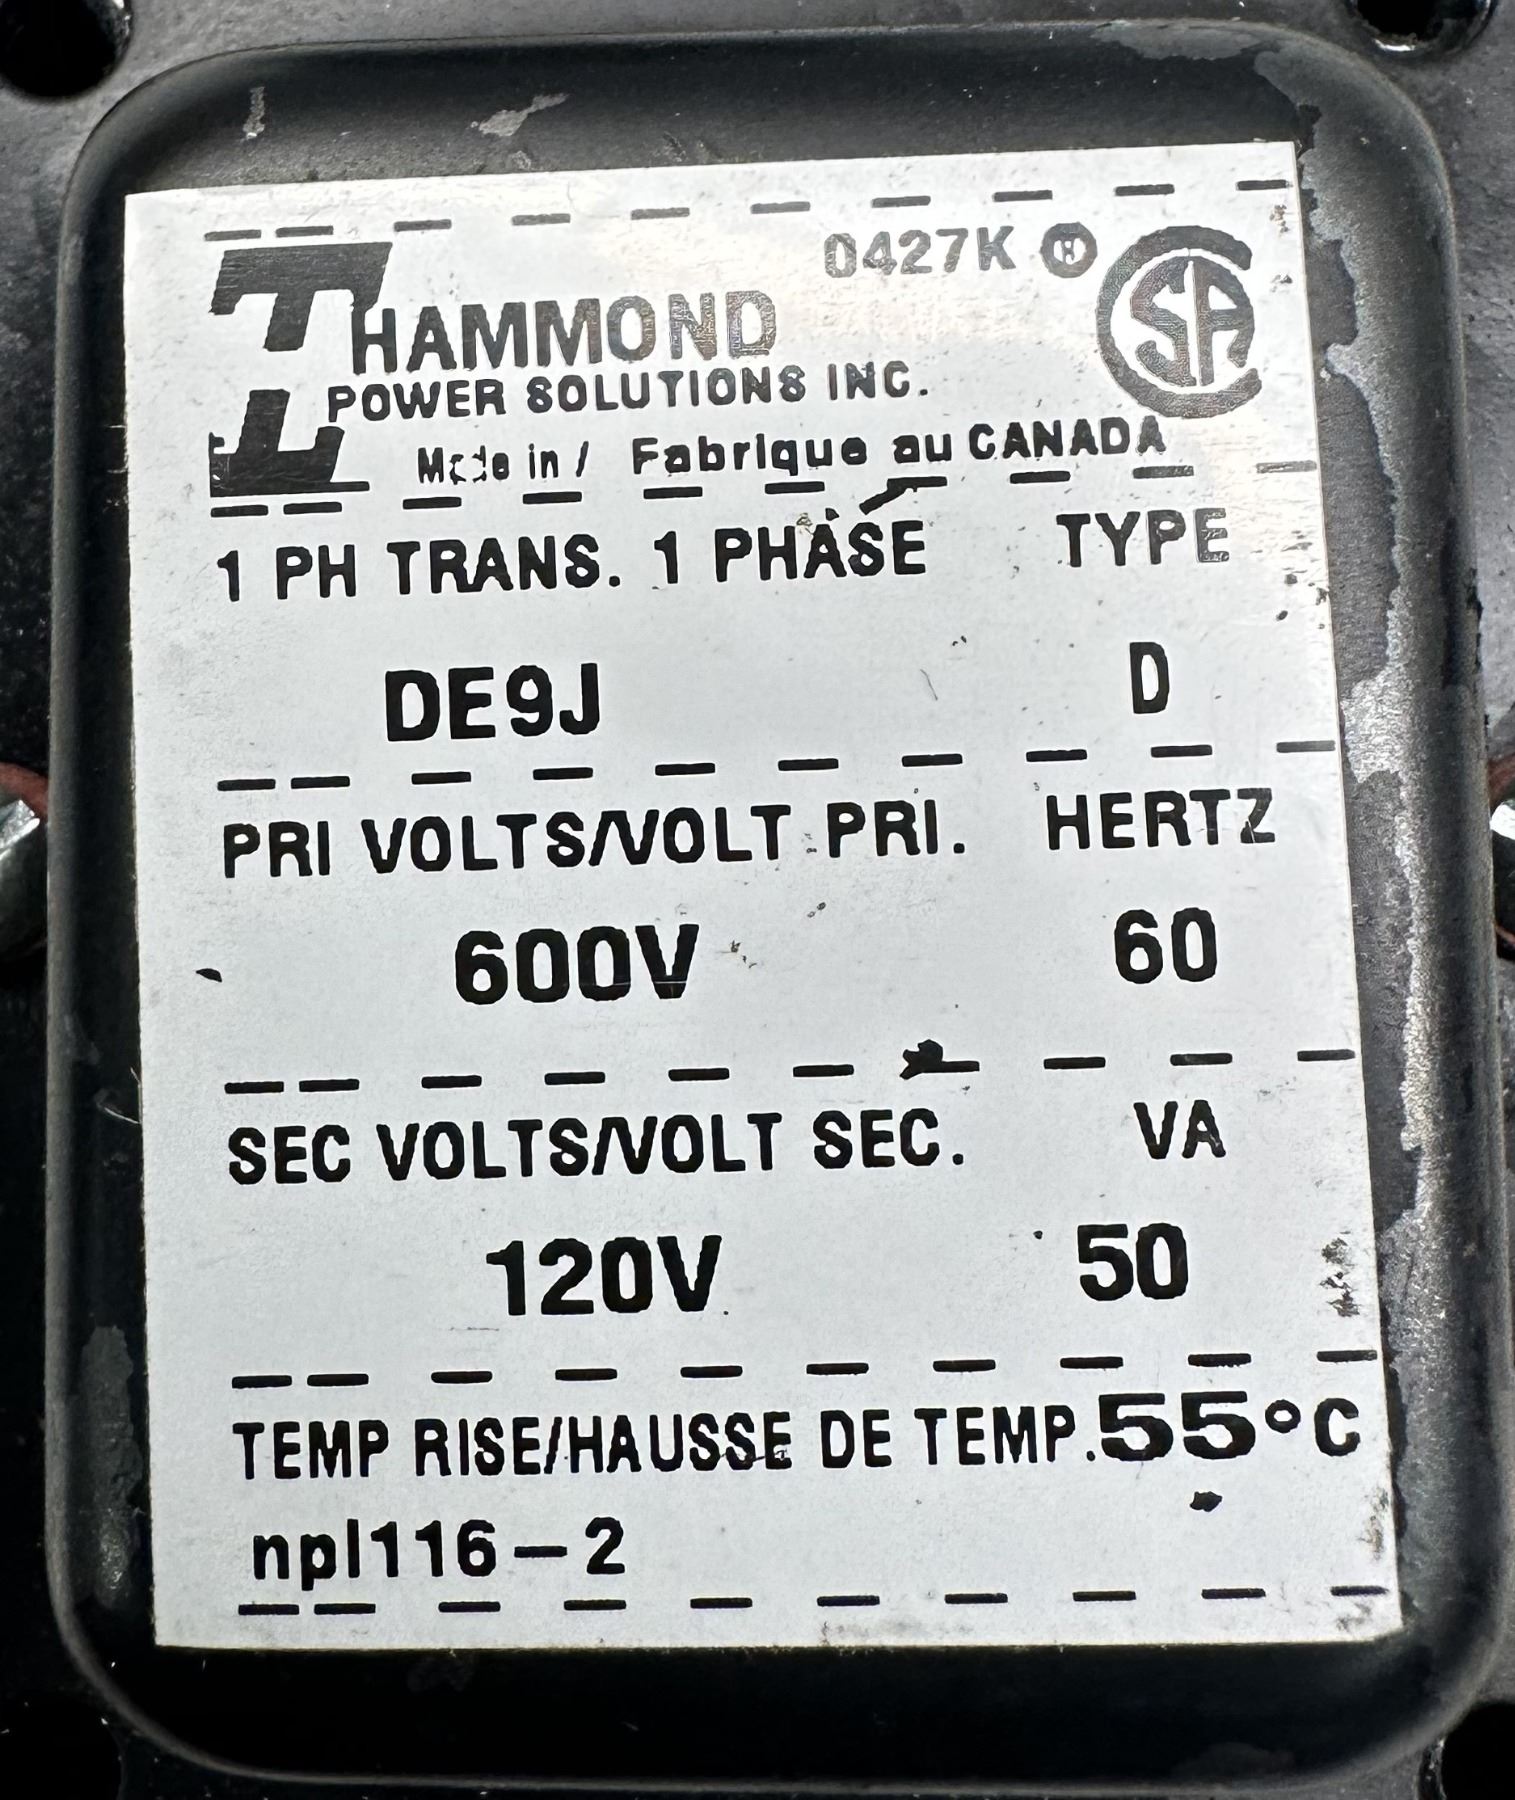 0427K H
HAMMOND
POWER SOLUTIONS INC.
Made in / Fabrique au CANADA
1 PH TRANS. 1 PHASE TYPE
DE9J D
PRI VOLTS/VOLT PRI. HERTZ
600V 60
SEC VOLTS/VOLT SEC. VA
120V 50
TEMP RISE/HAUSSE DE TEMP. 55°C
npl116-2